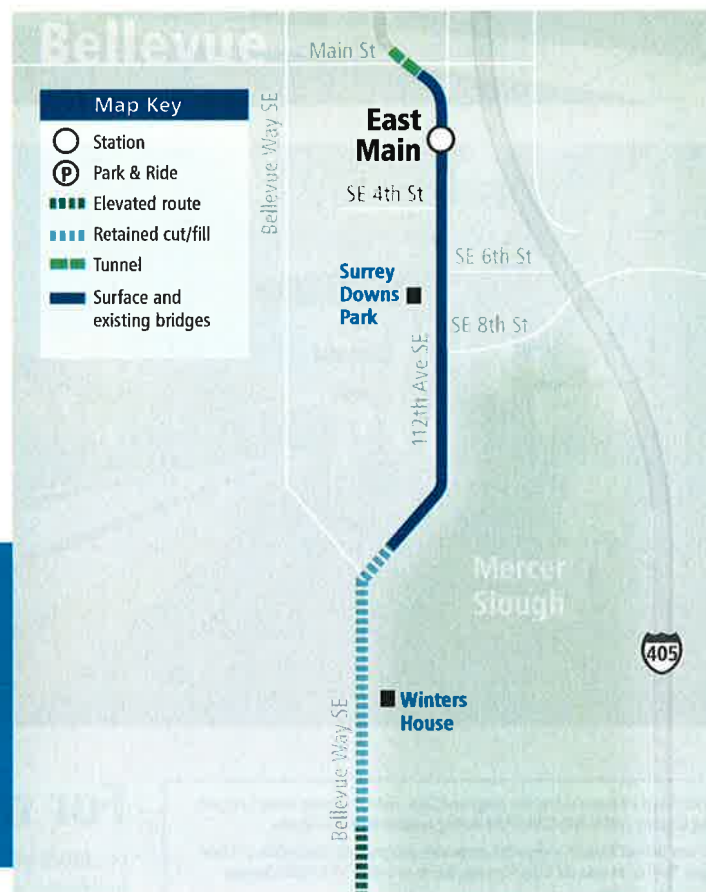 Bellevue
Main St
Map Key
Station
P Park & Ride
Elevated route
Retained cut/fill
Tunnel
Surface and
existing bridges
Bellevue Way SE
East
Main
SE 4th St
SE 6th St
Surrey
Downs
Park
SE 8th St
112th Ave SE
Mercer
Slough
405
Winters
House
Bellevue Way SE